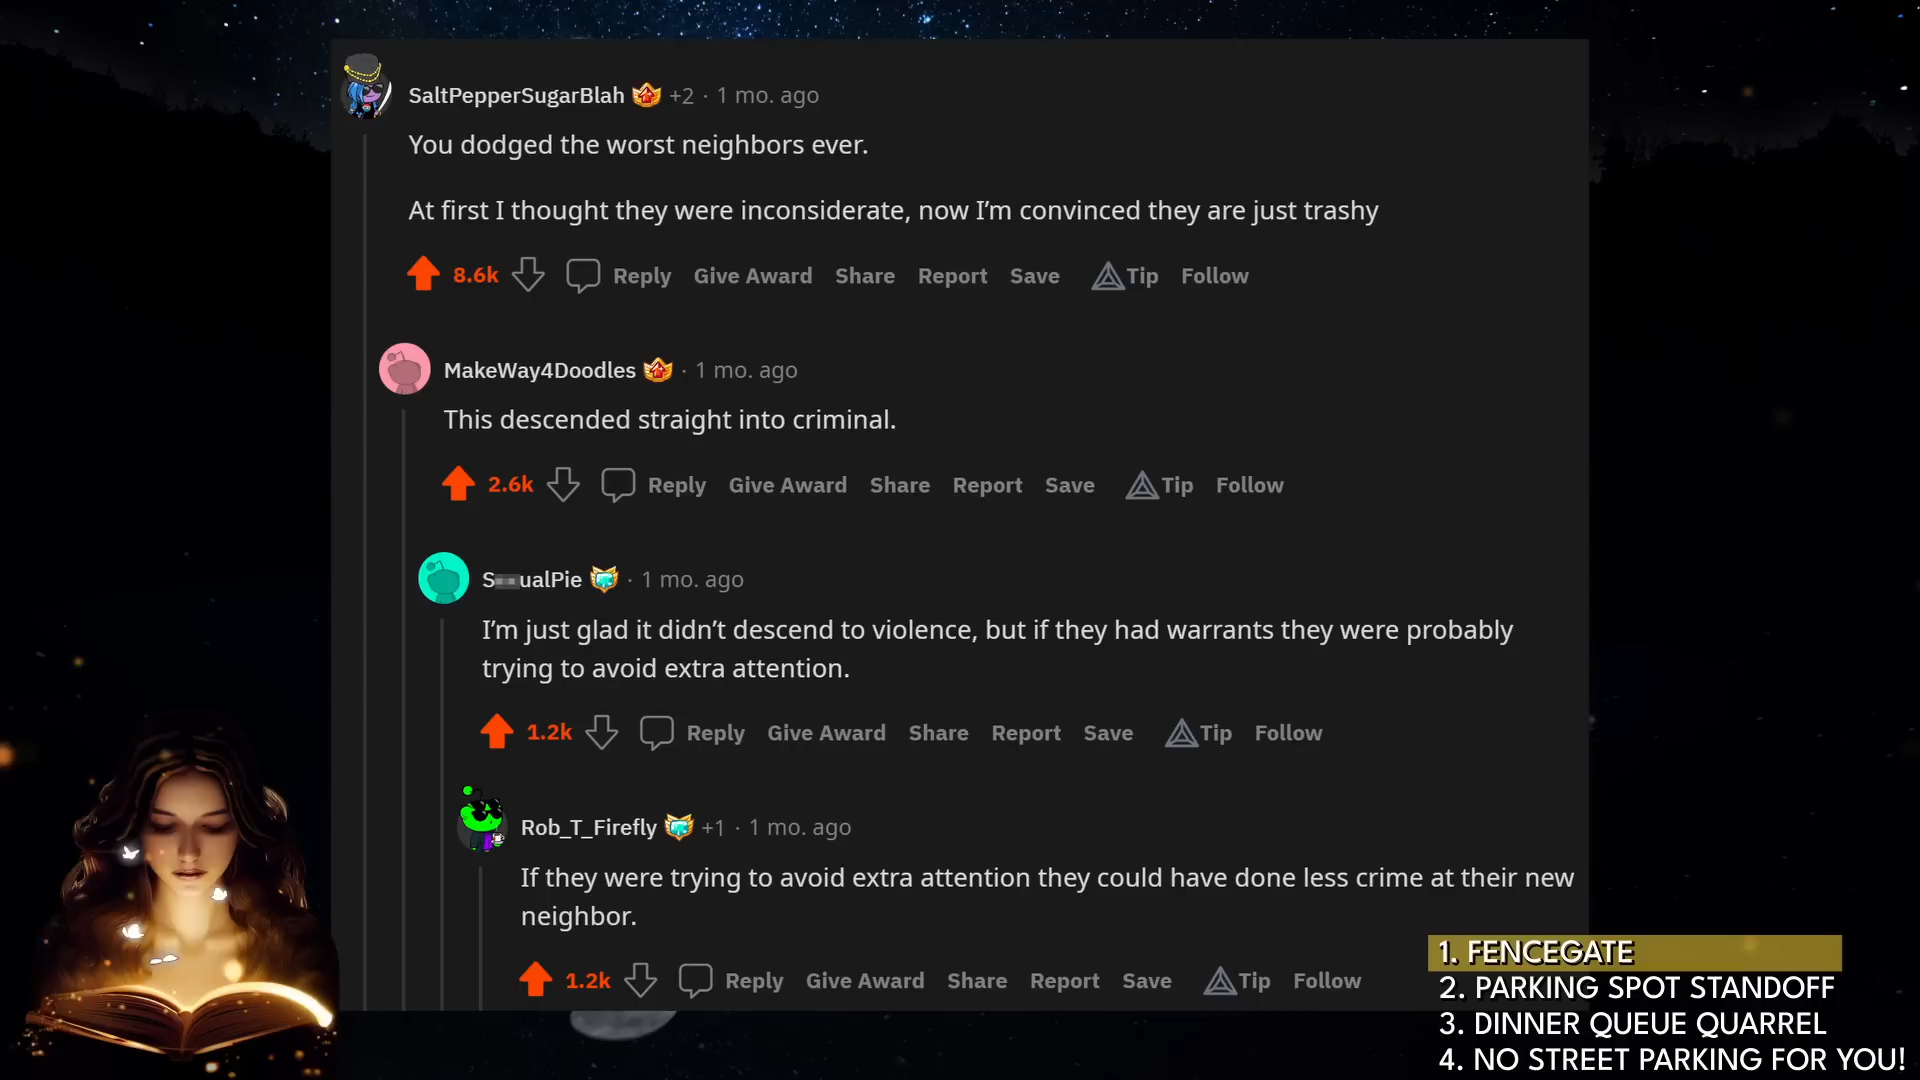 SaltPepperSugarBlah +2 · 1 mo. ago
You dodged the worst neighbors ever.
At first I thought they were inconsiderate, now I’m convinced they are just trashy
8.6k Reply Give Award Share Report Save Tip Follow
MakeWay4Doodles · 1 mo. ago
This descended straight into criminal.
2.6k Reply Give Award Share Report Save Tip Follow
S ualPie · 1 mo. ago
I’m just glad it didn’t descend to violence, but if they had warrants they were probably
trying to avoid extra attention.
1.2k Reply Give Award Share Report Save Tip Follow
Rob_T_Firefly +1 · 1 mo. ago
If they were trying to avoid extra attention they could have done less crime at their new
neighbor.
1.2k Reply Give Award Share Report Save Tip Follow
1. FENCEGATE
2. PARKING SPOT STANDOFF
3. DINNER QUEUE QUARREL
4. NO STREET PARKING FOR YOU!